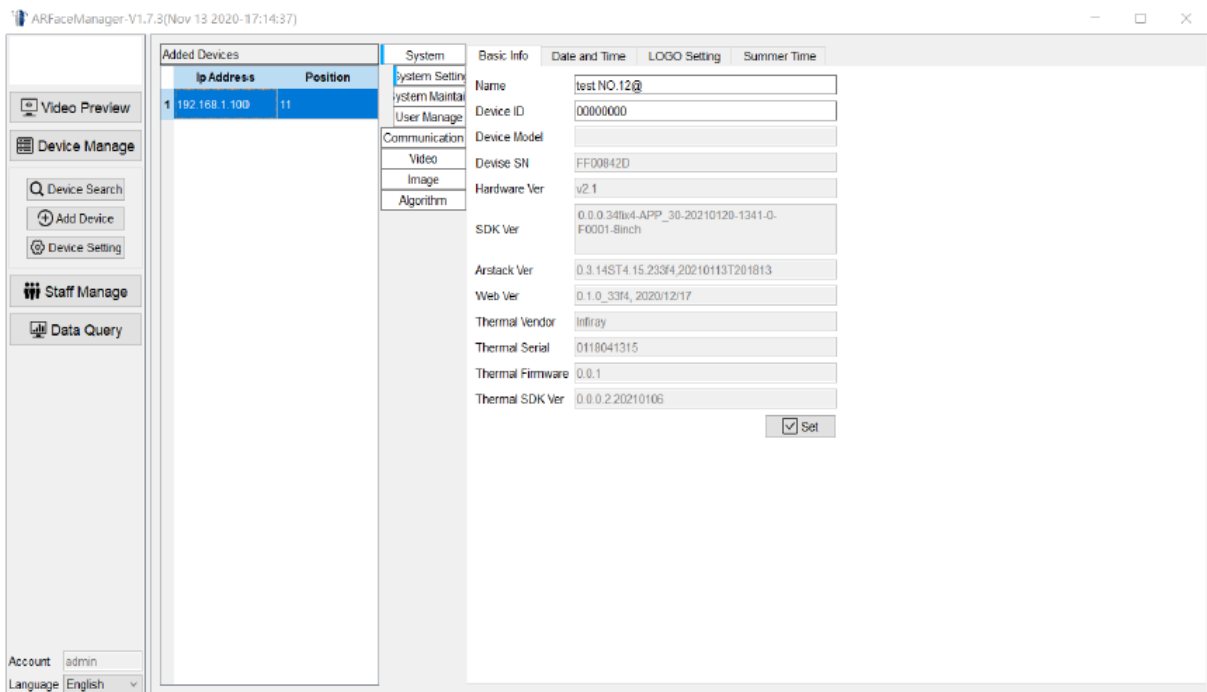 ARFaceManager-V1.7.3(Nov 13 2020-17:14:37)
Video Preview
Device Manage
Device Search
Add Device
Device Setting
Staff Manage
Data Query
Account admin
Language English
Added Devices
Ip Address Position
1 192.168.1.100 11
System
System Setting
System Maintai
User Manage
Communication
Video
Image
Algorithm
Basic Info Date and Time LOGO Setting Summer Time
Name test NO.12@
Device ID 00000000
Device Model
Devise SN FF00842D
Hardware Ver v2.1
SDK Ver 0.0.0.34fix4-APP_30-20210120-1341-0-
F0001-8inch
Arstack Ver 0.3.14ST4.15.233f4,20210113T201813
Web Ver 0.1.0_33f4, 2020/12/17
Thermal Vendor Infiray
Thermal Serial 0118041315
Thermal Firmware 0.0.1
Thermal SDK Ver 0.0.0.2.20210106
Set